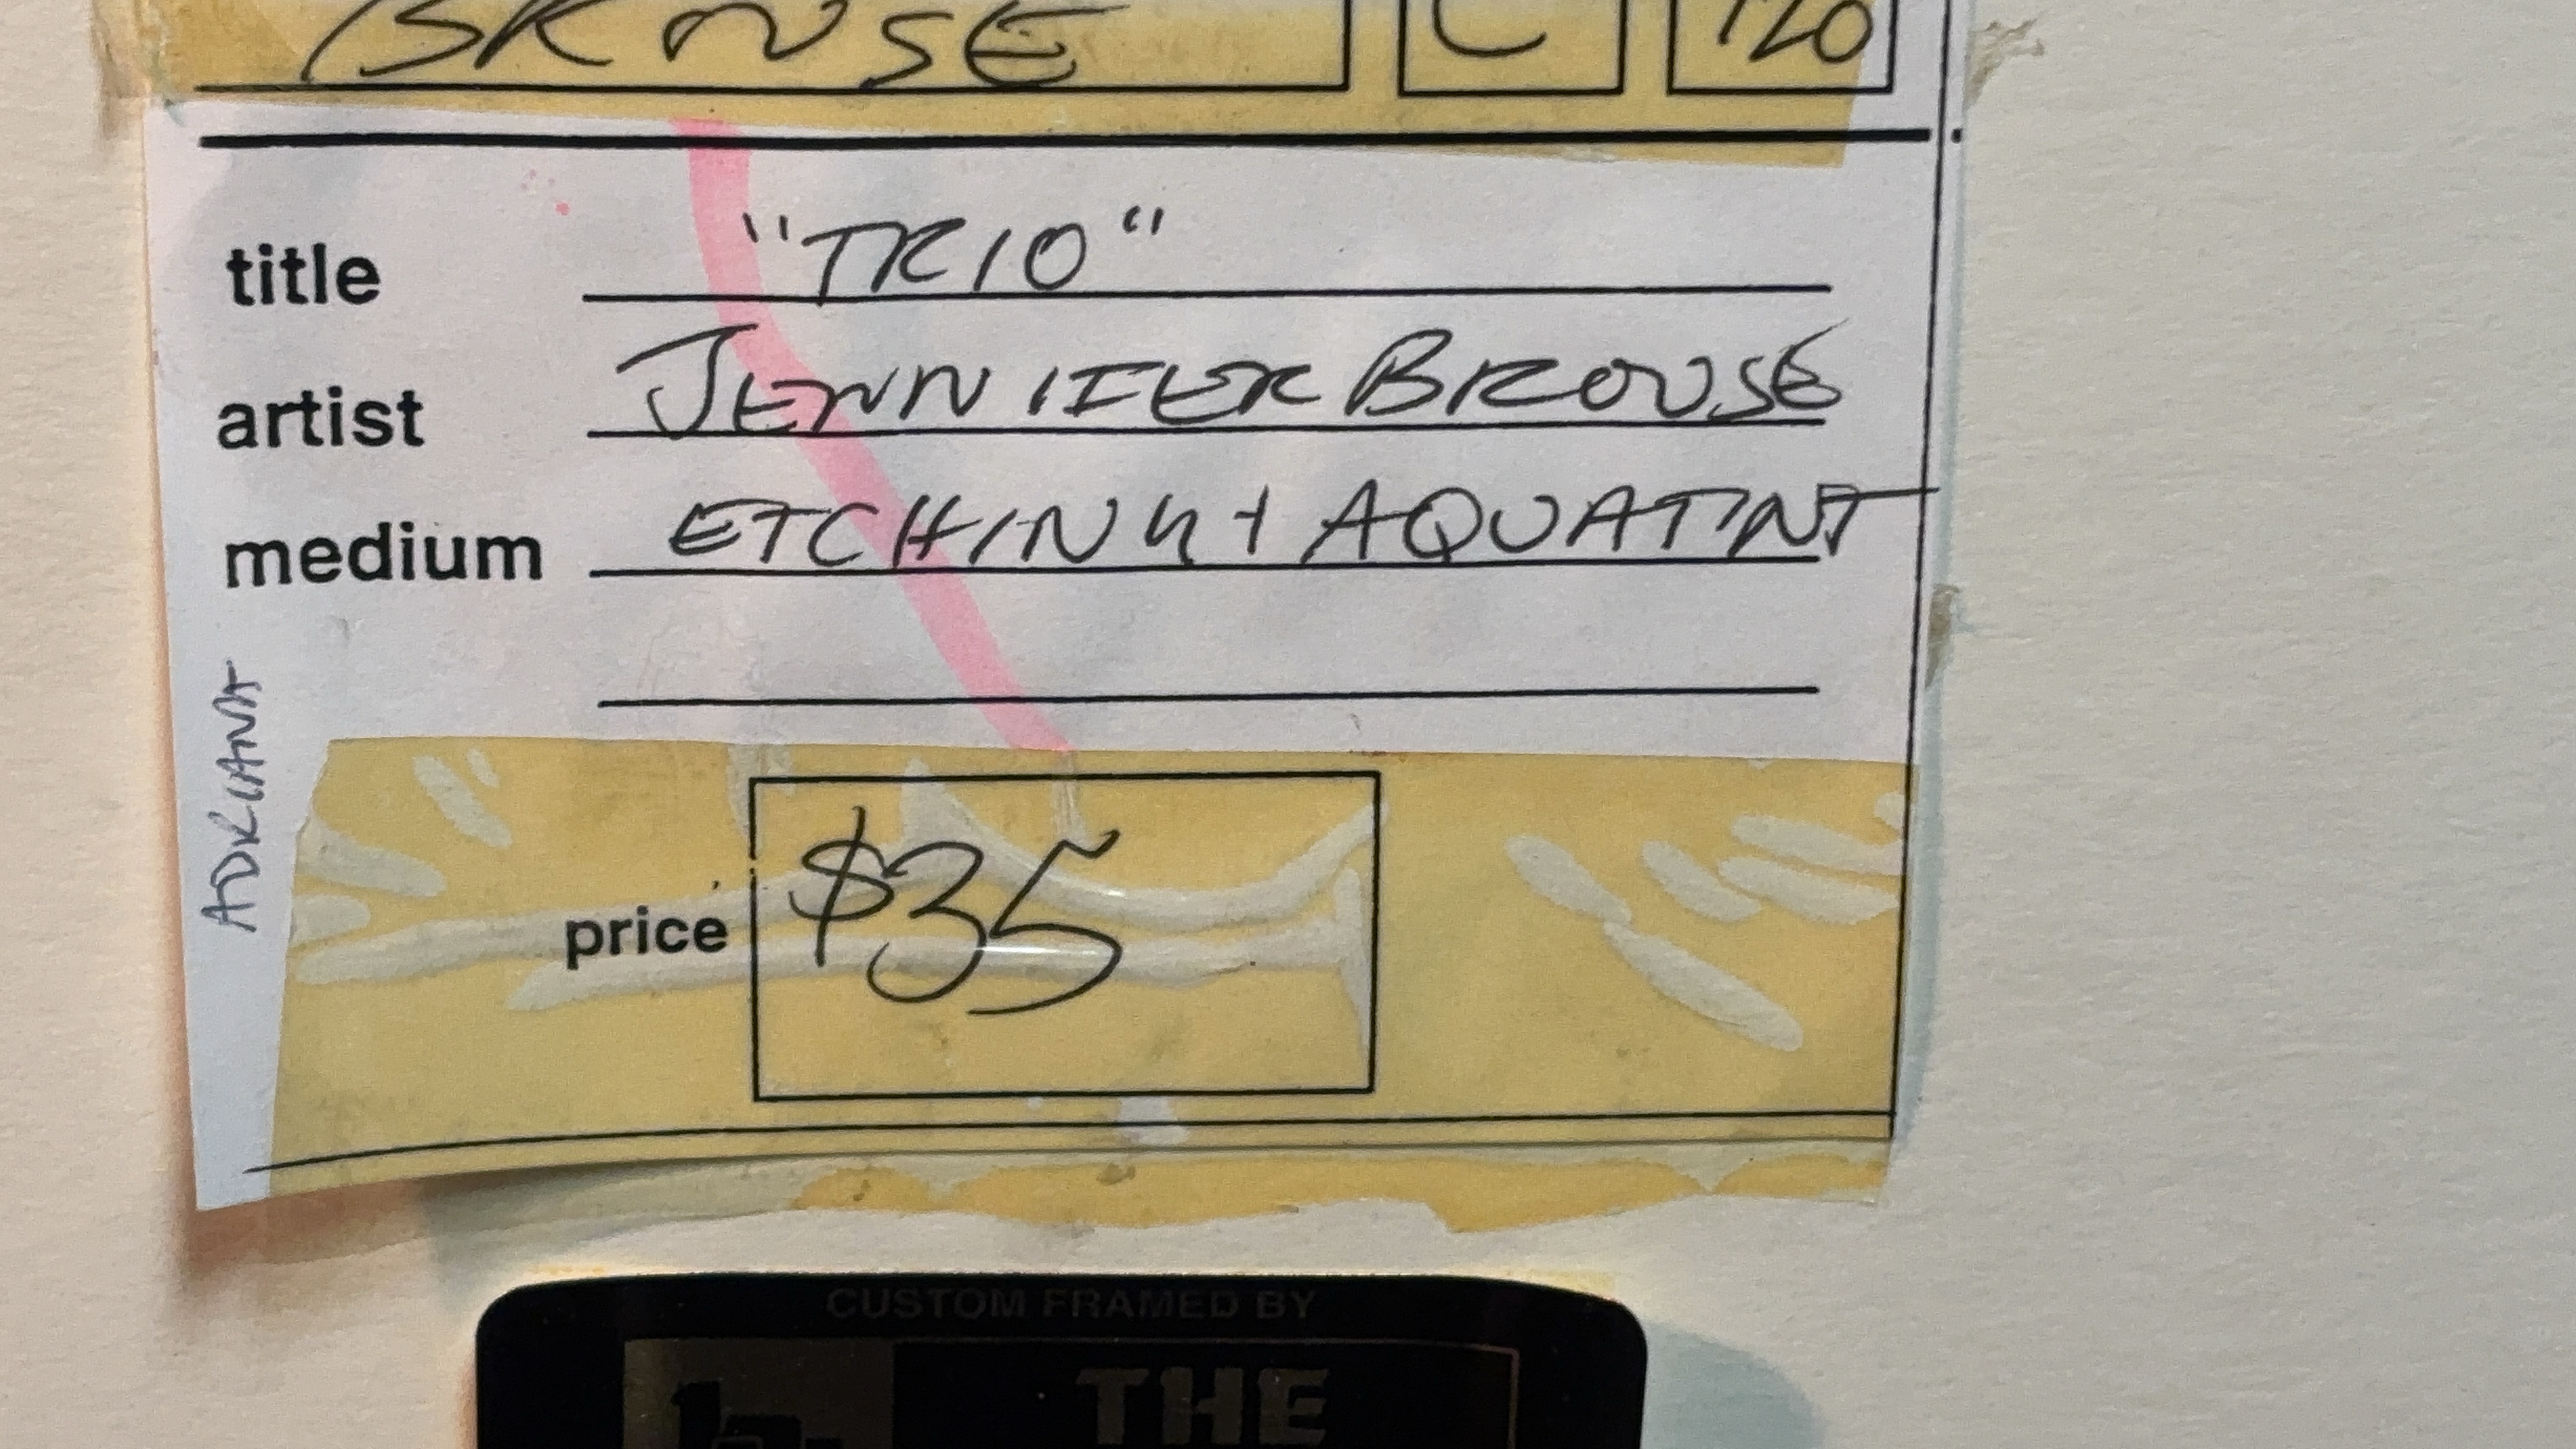 BROUSE C 120
title "TRIO"
artist JENNIFER BROUSE
medium ETCHING + AQUATINT
ADRIANA
price $35
CUSTOM FRAMED BY
THE